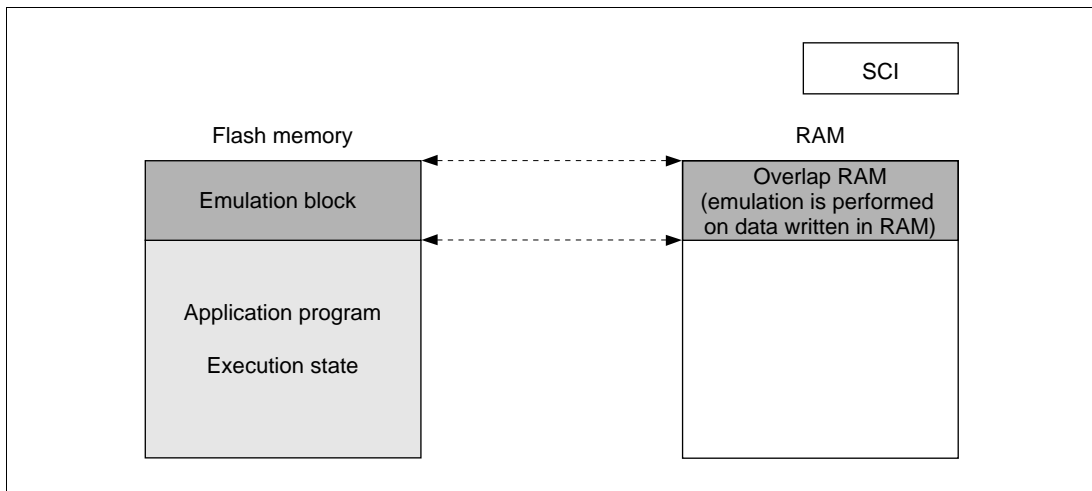 SCI
Flash memory
RAM
Emulation block
Overlap RAM
(emulation is performed
on data written in RAM)
Application program
Execution state